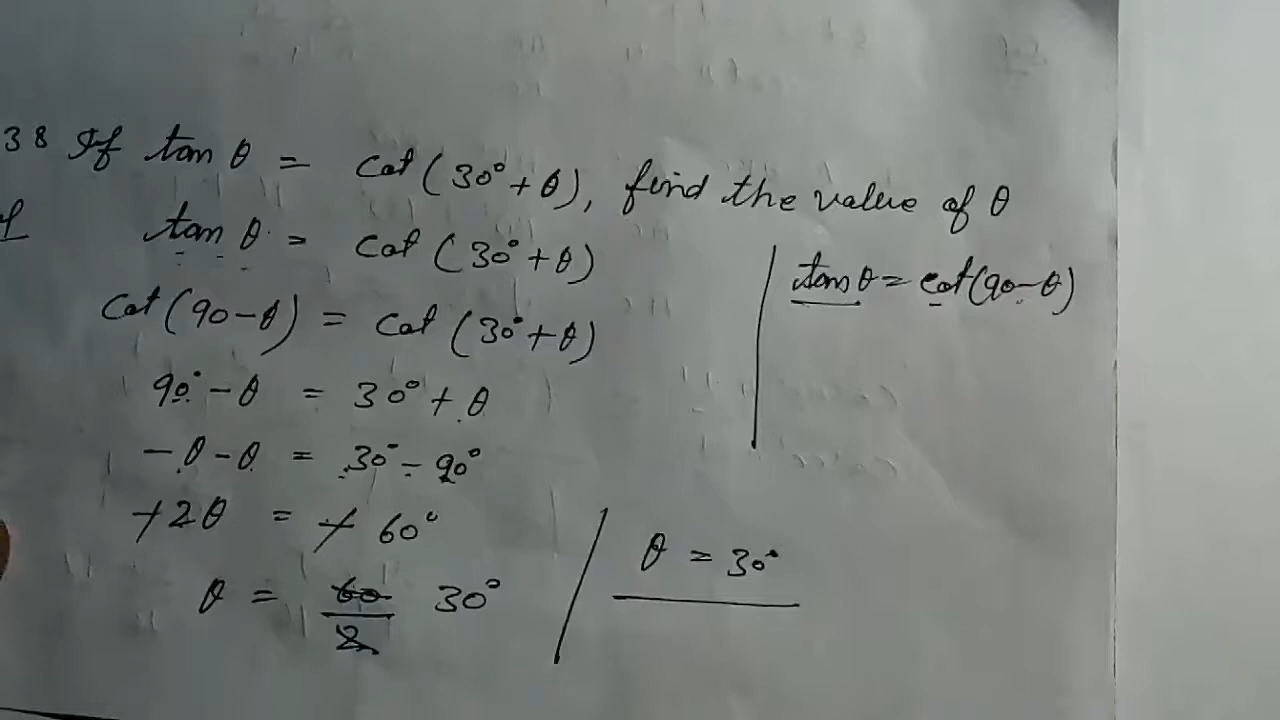 38 If tan θ = cot (30° + θ), find the value of θ
tan θ = cot (30° + θ)
cot (90 - θ) = cot (30° + θ)
90° - θ = 30° + θ
- θ - θ = 30° - 90°
+ 2θ = + 60°
θ = 60/2 30°
tan θ = cot (90 - θ)
θ = 30°